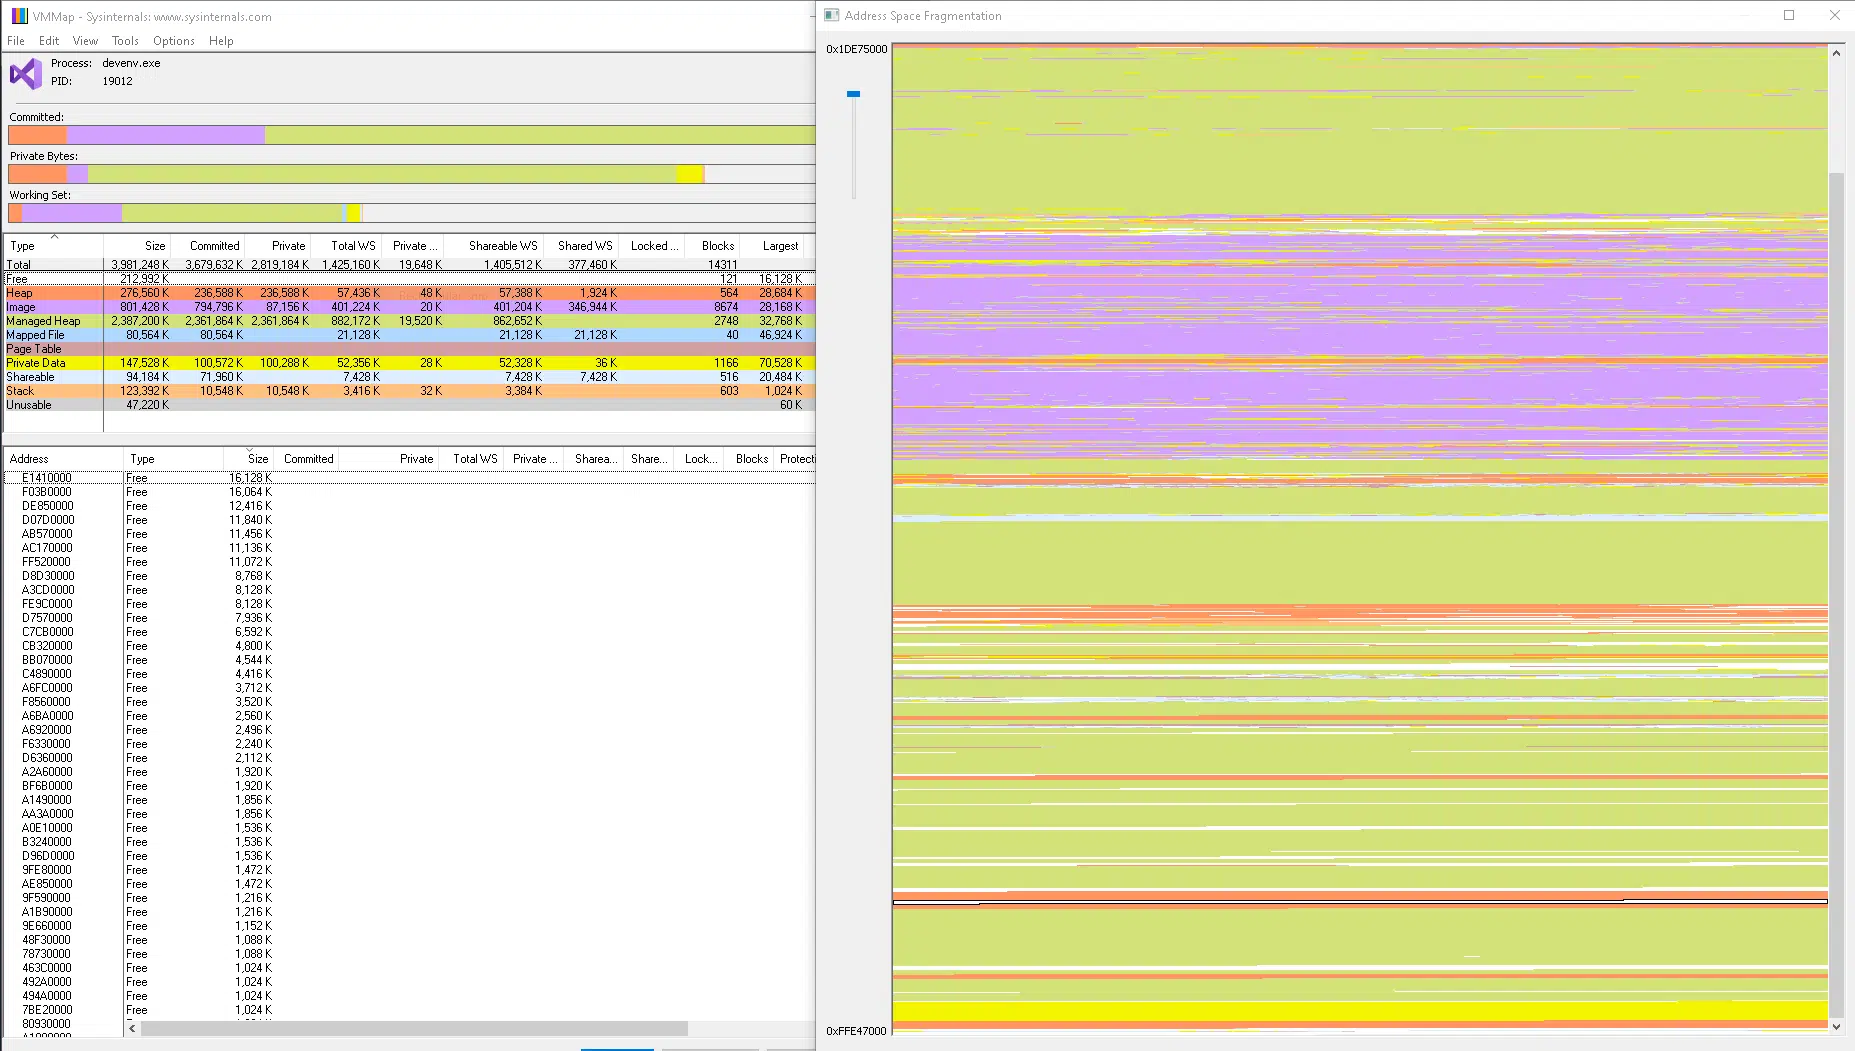 VMMap - Sysinternals: www.sysinternals.com
File Edit View Tools Options Help
Process: devenv.exe
PID: 19012
Committed:
Private Bytes:
Working Set:
Type Size Committed Private Total WS Private ... Shareable WS Shared WS Locked ... Blocks Largest
Total 3,981,248 K 3,679,632 K 2,819,184 K 1,425,160 K 19,648 K 1,405,512 K 377,460 K 14311
Free 212,992 K 121 16,128 K
Heap 276,560 K 236,588 K 236,588 K 57,436 K 48 K 57,388 K 1,924 K 564 28,684 K
Image 801,428 K 794,796 K 87,156 K 401,224 K 20 K 401,204 K 346,944 K 8674 28,168 K
Managed Heap 2,387,200 K 2,361,864 K 2,361,864 K 882,172 K 19,520 K 862,652 K 2748 32,768 K
Mapped File 80,564 K 80,564 K 21,128 K 21,128 K 21,128 K 40 46,924 K
Page Table
Private Data 147,528 K 100,572 K 100,288 K 52,356 K 28 K 52,328 K 36 K 1166 70,528 K
Shareable 94,184 K 71,960 K 7,428 K 7,428 K 7,428 K 516 20,484 K
Stack 123,392 K 10,548 K 10,548 K 3,416 K 32 K 3,384 K 603 1,024 K
Unusable 47,220 K 60 K
Address Type Size Committed Private Total WS Private ... Sharea... Share... Lock... Blocks Protecti
E1410000 Free 16,128 K
F03B0000 Free 16,064 K
DE850000 Free 12,416 K
D07D0000 Free 11,840 K
AB570000 Free 11,456 K
AC170000 Free 11,136 K
FF520000 Free 11,072 K
D8D30000 Free 8,768 K
A3CD0000 Free 8,128 K
FE9C0000 Free 8,128 K
D7570000 Free 7,936 K
C7CB0000 Free 6,592 K
CB320000 Free 4,800 K
BB070000 Free 4,544 K
C4890000 Free 4,416 K
A6FC0000 Free 3,712 K
F8560000 Free 3,520 K
A6BA0000 Free 2,560 K
A6920000 Free 2,496 K
F6330000 Free 2,240 K
D6360000 Free 2,112 K
A2A60000 Free 1,920 K
BF6B0000 Free 1,920 K
A1490000 Free 1,856 K
AA3A0000 Free 1,856 K
A0E10000 Free 1,536 K
B3240000 Free 1,536 K
D96D0000 Free 1,536 K
9FE80000 Free 1,472 K
AE850000 Free 1,472 K
9F590000 Free 1,216 K
A1B90000 Free 1,216 K
9E660000 Free 1,152 K
48F30000 Free 1,088 K
78730000 Free 1,088 K
463C0000 Free 1,024 K
492A0000 Free 1,024 K
494A0000 Free 1,024 K
7BE20000 Free 1,024 K
80930000 Free
Address Space Fragmentation
0x1DE75000
0xFFE47000